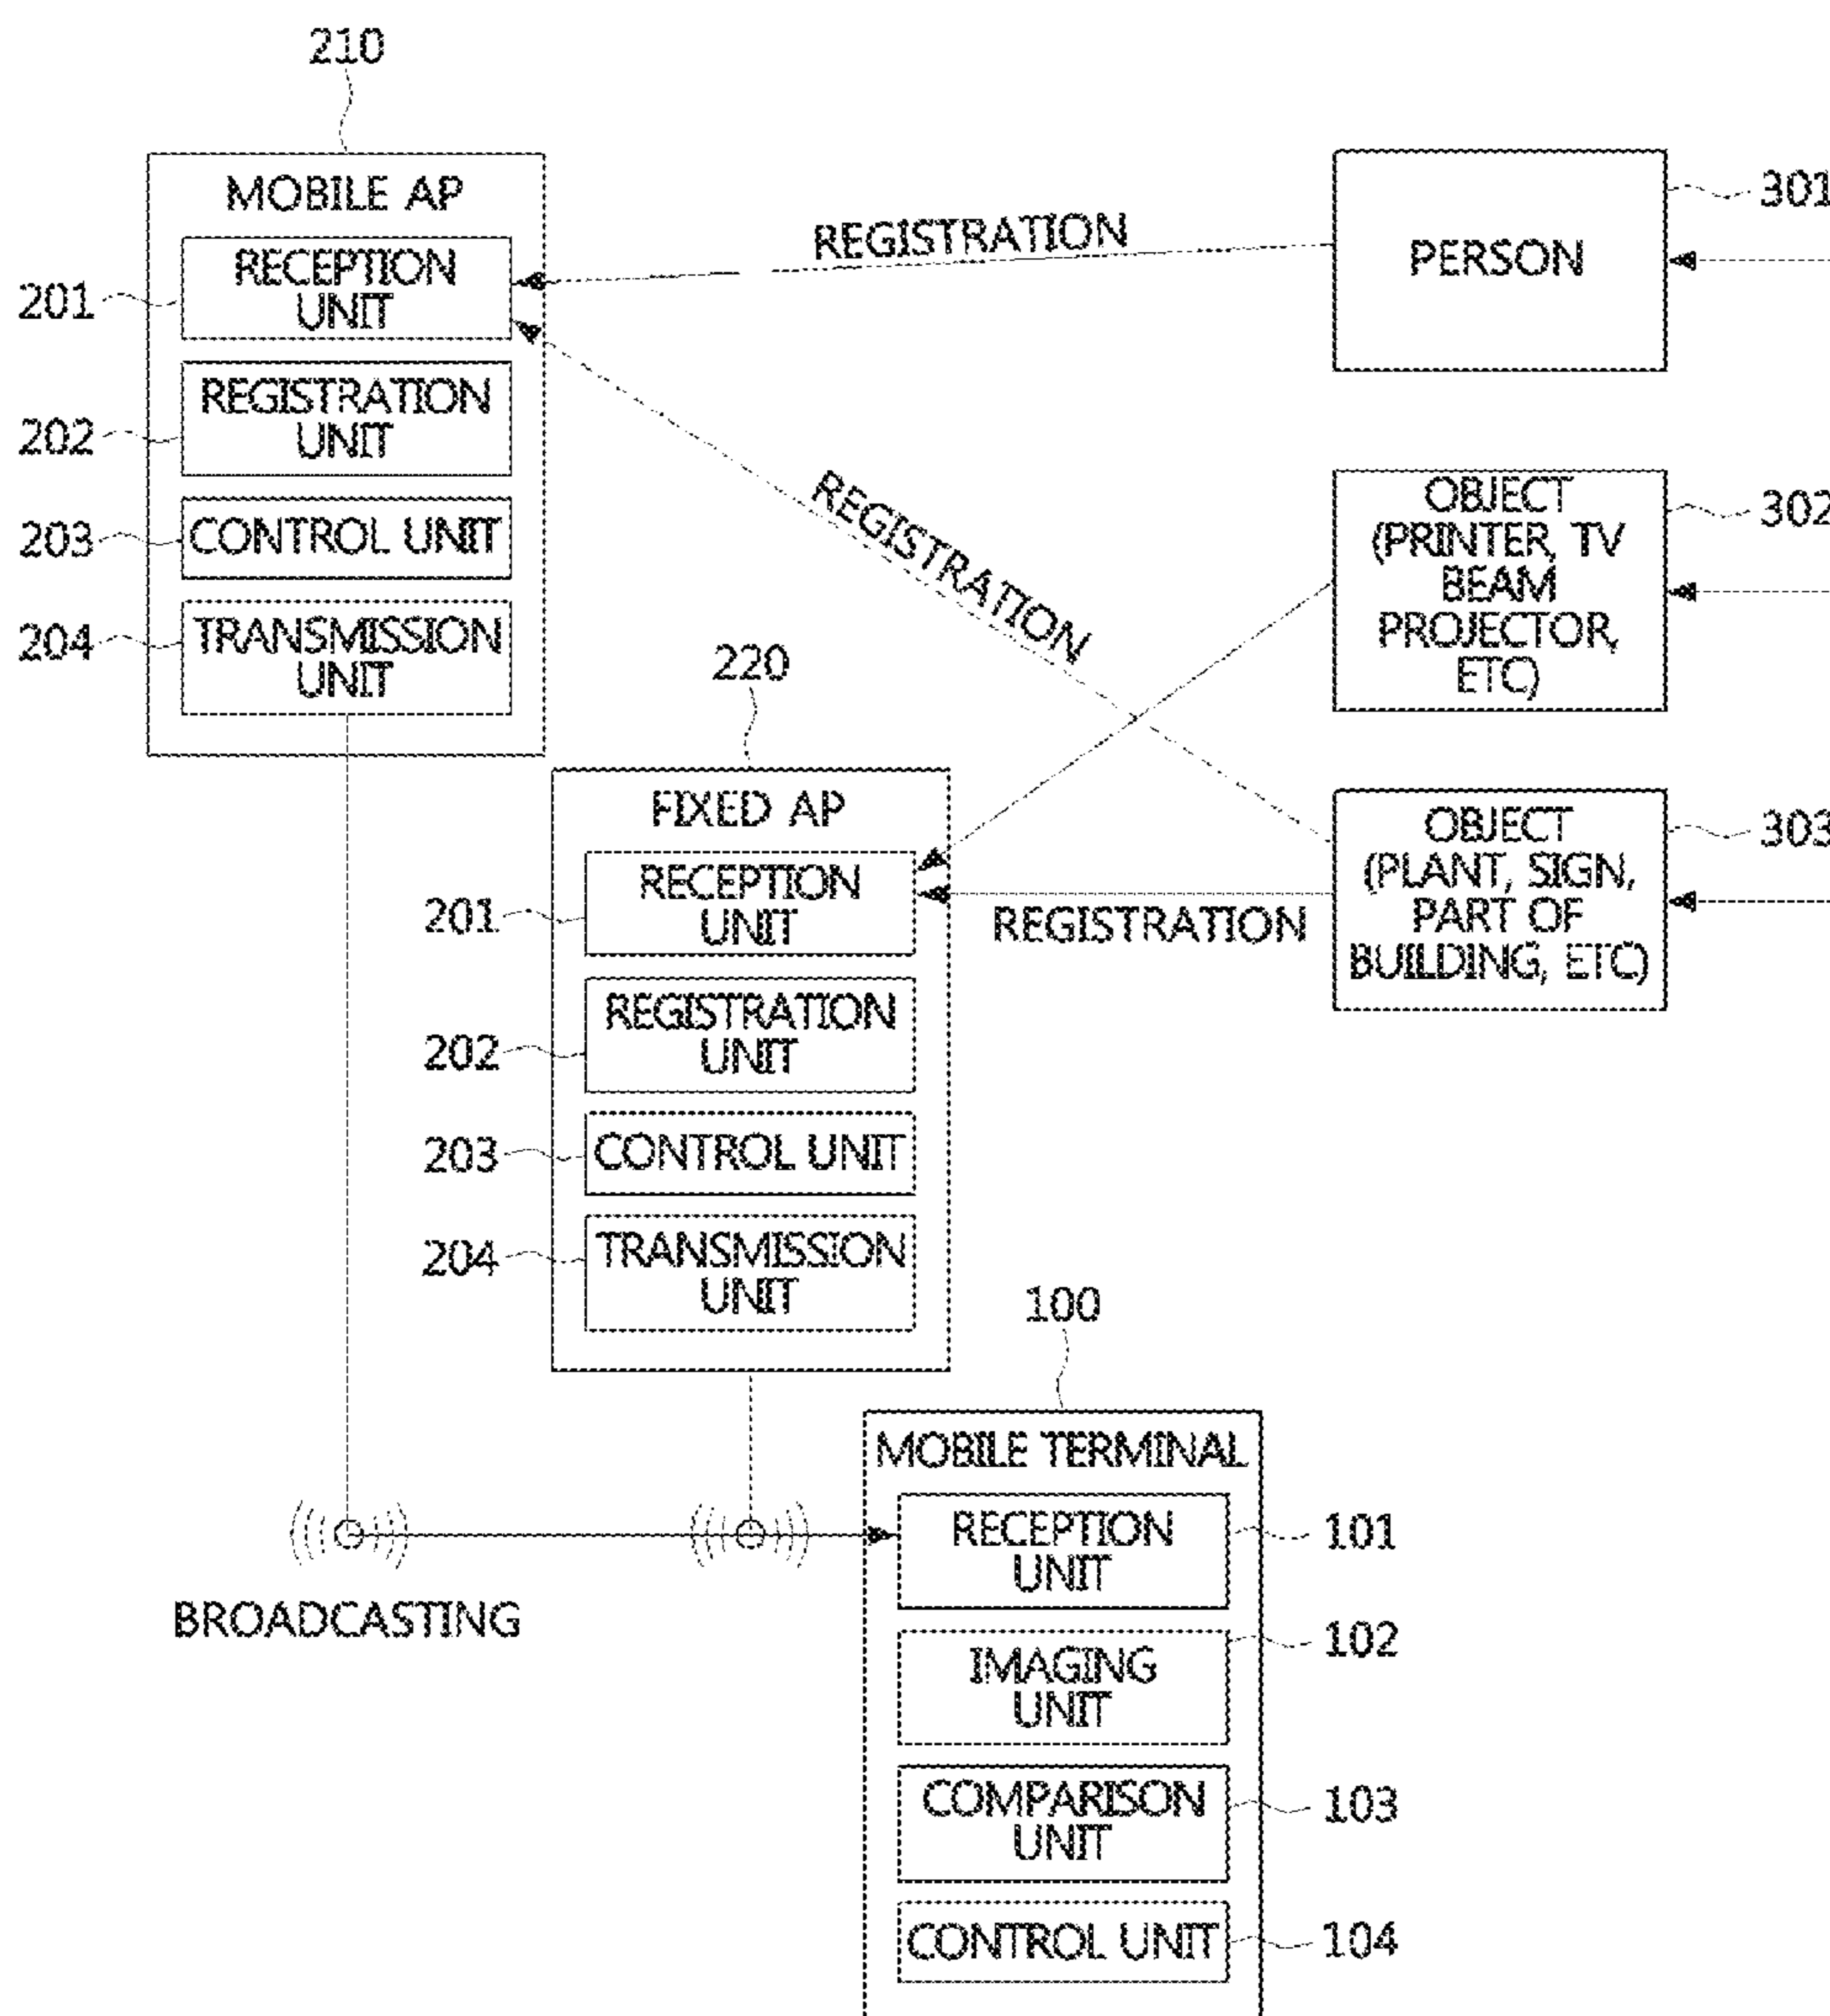 210
MOBILE AP
RECEPTION
UNIT
201
REGISTRATION
UNIT
202
CONTROL UNIT
203
TRANSMISSION
UNIT
204
REGISTRATION
PERSON
301
REGISTRATION
OBJECT
(PRINTER, TV
BEAM
PROJECTOR,
ETC)
302
OBJECT
(PLANT, SIGN,
PART OF
BUILDING, ETC)
303
REGISTRATION
220
FIXED AP
RECEPTION
UNIT
201
REGISTRATION
UNIT
202
CONTROL UNIT
203
TRANSMISSION
UNIT
204
BROADCASTING
100
MOBILE TERMINAL
RECEPTION
UNIT
101
IMAGING
UNIT
102
COMPARISON
UNIT
103
CONTROL UNIT
104